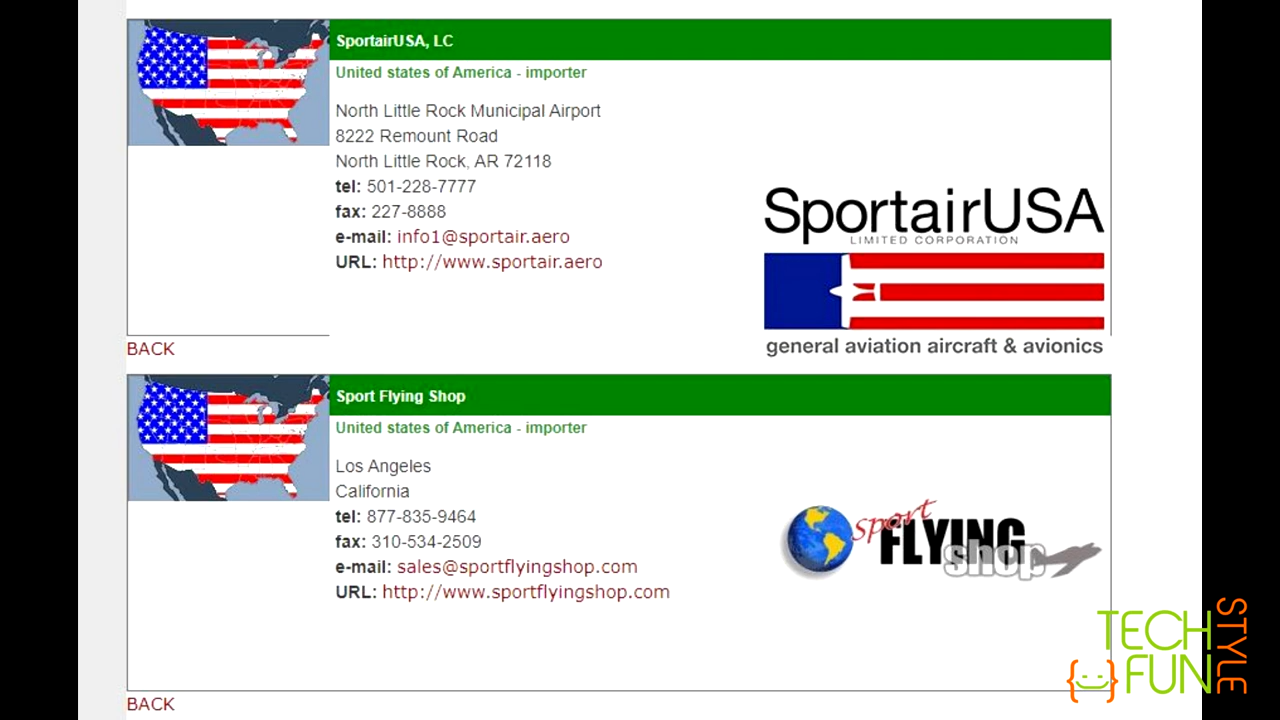 SportairUSA, LC
United states of America - importer
North Little Rock Municipal Airport
8222 Remount Road
North Little Rock, AR 72118
tel: 501-228-7777
fax: 227-8888
e-mail: info1@sportair.aero
URL: http://www.sportair.aero
SportairUSA
LIMITED CORPORATION
general aviation aircraft & avionics
BACK
Sport Flying Shop
United states of America - importer
Los Angeles
California
tel: 877-835-9464
fax: 310-534-2509
e-mail: sales@sportflyingshop.com
URL: http://www.sportflyingshop.com
sport
FLYING
shop
BACK
TECH
FUN
STYLE